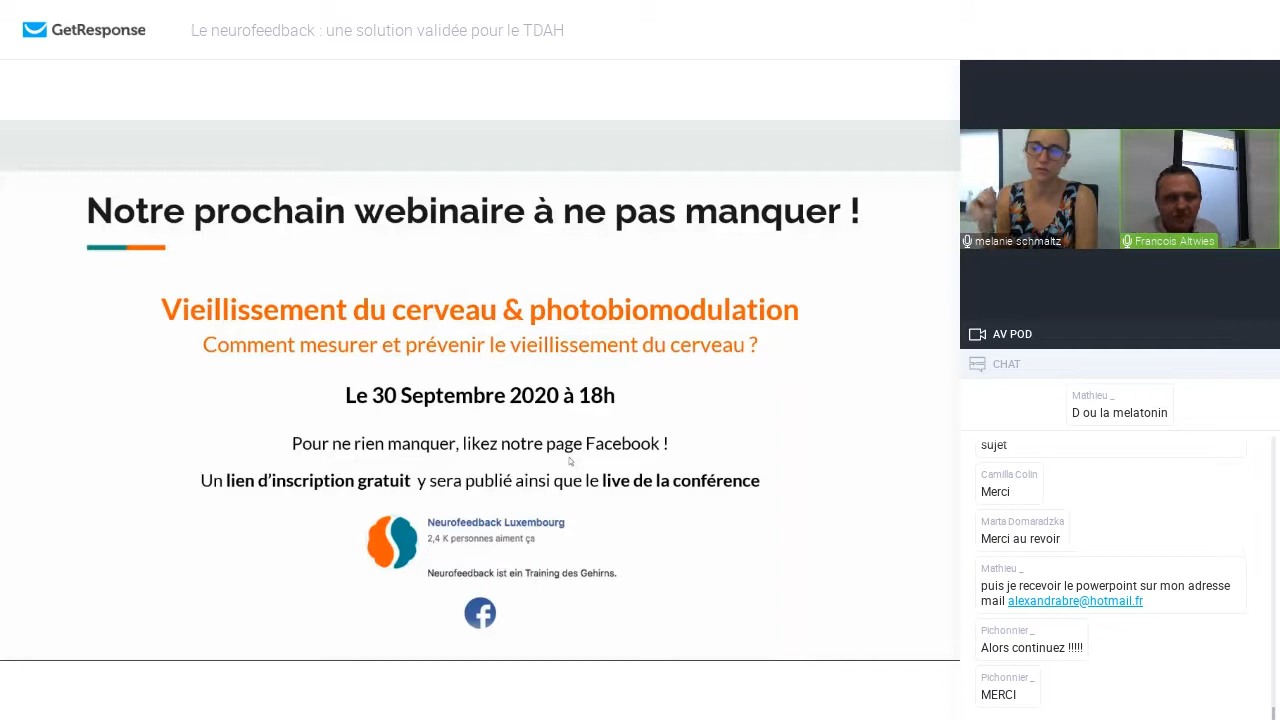 GetResponse
Le neurofeedback : une solution validée pour le TDAH
Notre prochain webinaire à ne pas manquer !
Vieillissement du cerveau & photobiomodulation
Comment mesurer et prévenir le vieillissement du cerveau ?
Le 30 Septembre 2020 à 18h
Pour ne rien manquer, likez notre page Facebook !
Un lien d’inscription gratuit y sera publié ainsi que le live de la conférence
Neurofeedback Luxembourg
2,4 K personnes aiment ça
Neurofeedback ist ein Training des Gehirns.
melanie schmaltz
Francois Altwies
AV POD
CHAT
Mathieu _
D ou la melatonin
sujet
Camilla Colin
Merci
Marta Domaradzka
Merci au revoir
Mathieu _
puis je recevoir le powerpoint sur mon adresse
mail alexandrabre@hotmail.fr
Pichonnier _
Alors continuez !!!!!
Pichonnier _
MERCI